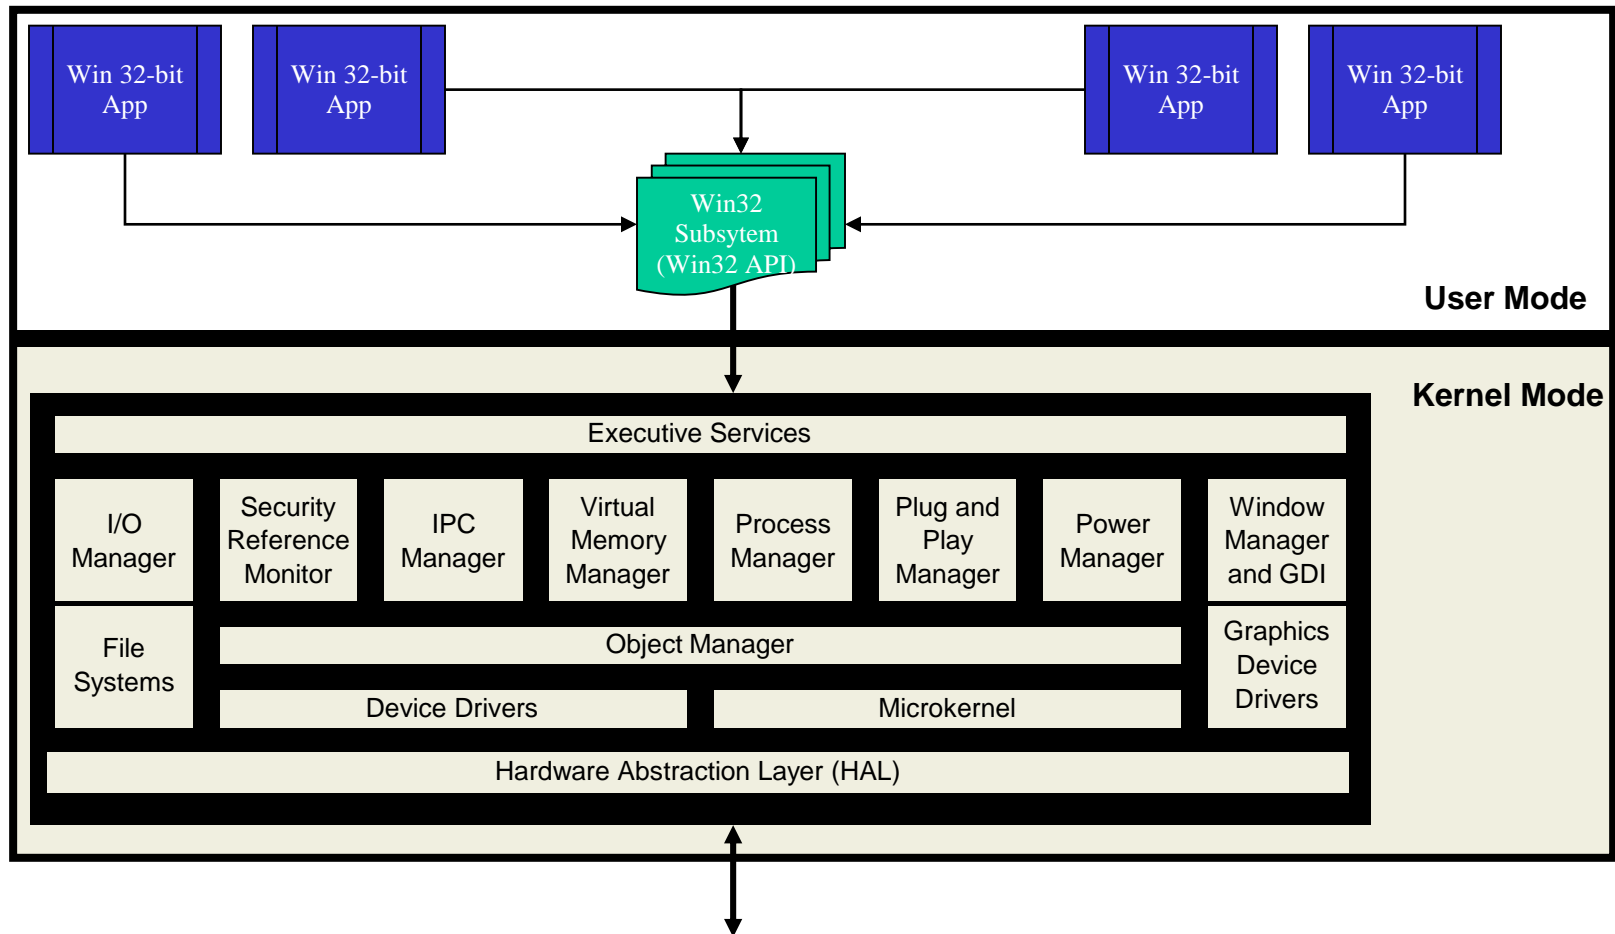 Win 32-bit
App
Win 32-bit
App
Win 32-bit
App
Win 32-bit
App
Win32
Subsytem
(Win32 API)
User Mode
Kernel Mode
Executive Services
I/O
Manager
Security
Reference
Monitor
IPC
Manager
Virtual
Memory
Manager
Process
Manager
Plug and
Play
Manager
Power
Manager
Window
Manager
and GDI
File
Systems
Object Manager
Graphics
Device
Drivers
Device Drivers
Microkernel
Hardware Abstraction Layer (HAL)